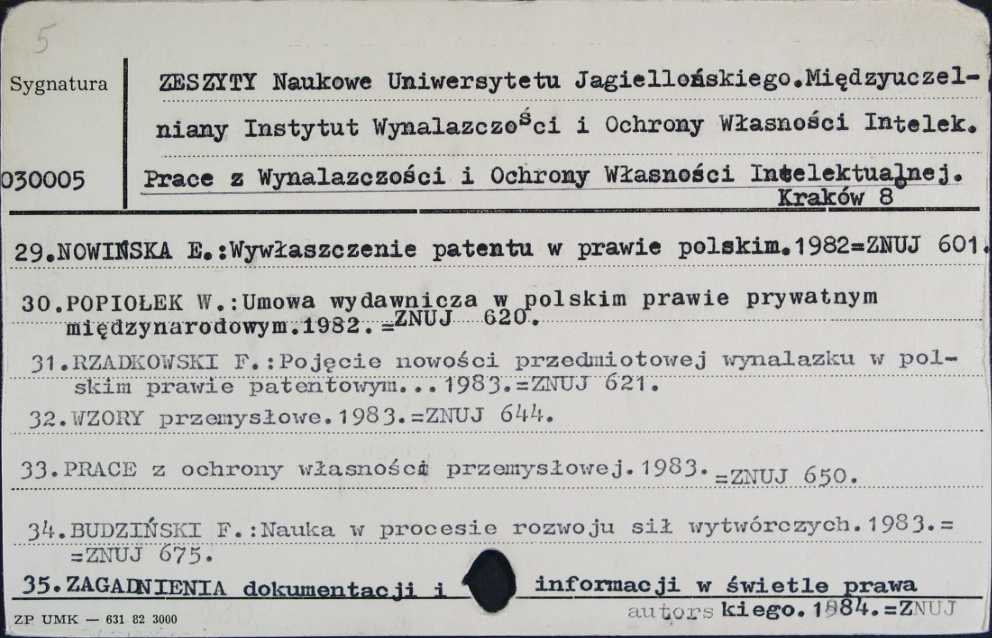 5
Sygnatura
ZESZYTY Naukowe Uniwersytetu Jagiellońskiego.Międzyuczel-
niany Instytut Wynalazczości i Ochrony Własności Intelek.
030005
Prace z Wynalazczości i Ochrony Własności Intelektualnej.
Kraków 8
29.NOWIŃSKA E.:Wywłaszczenie patentu w prawie polskim.1982=ZNUJ 601.
30.POPIOŁEK W.:Umowa wydawnicza w polskim prawie prywatnym
międzynarodowym.1982.=ZNUJ 620.
31.RZADKOWSKI F.:Pojęcie nowości przedmiotowej wynalazku w pol-
skim prawie patentowym...1983.=ZNUJ 621.
32.WZORY przemysłowe.1983.=ZNUJ 644.
33.PRACE z ochrony własności przemysłowej.1983.=ZNUJ 650.
34.BUDZIŃSKI F.:Nauka w procesie rozwoju sił wytwórczych.1983.=
=ZNUJ 675.
35.ZAGADNIENIA dokumentacji i informacji w świetle prawa
autorskiego.1984.=ZNUJ
ZP UMK — 631 82 3000